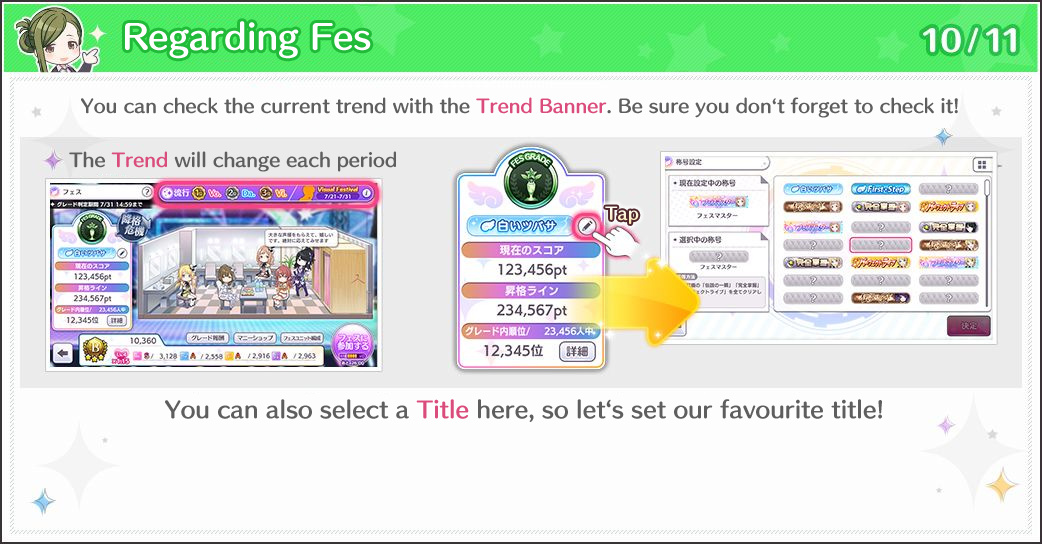 Regarding Fes
10/11
You can check the current trend with the Trend Banner. Be sure you don‘t forget to check it!
The Trend will change each period
フェス
?
流行 1位 Vo. 2位 Da. 3位 Vi.
Visual Festival
7/21-7/31
グレード判定期間 7/31 14:59まで
FES GRADE
降格危機
白いツバサ
現在のスコア
123,456pt
昇格ライン
234,567pt
グレード内順位/ 23,456人中
12,345位 詳細
大きな声援をもらえて、嬉しい
です。絶対に応えてみせます
10,360
グレード報酬
マニーショップ
フェスユニット編成
3,128
2,558
2,916
2,963
フェスに
参加する
FES GRADE
白いツバサ
Tap
現在のスコア
123,456pt
昇格ライン
234,567pt
グレード内順位/ 23,456人中
12,345位 詳細
称号設定
現在設定中の称号
フェスマスター
選択中の称号
?
フェスマスター
白いツバサ First Step ?
決定
You can also select a Title here, so let‘s set our favourite title!